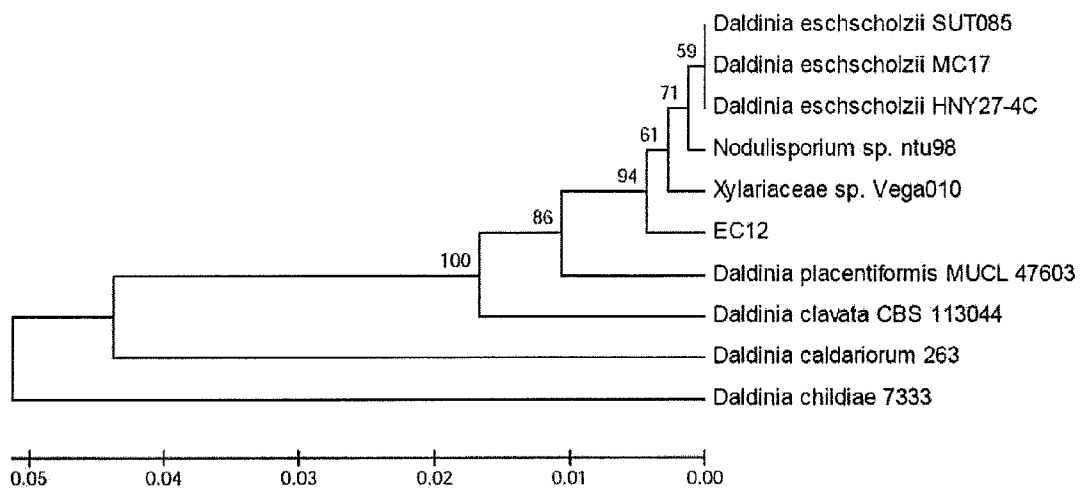 Daldinia eschscholzii SUT085
59
Daldinia eschscholzii MC17
71
Daldinia eschscholzii HNY27-4C
61
Nodulisporium sp. ntu98
94
Xylariaceae sp. Vega010
86
EC12
100
Daldinia placentiformis MUCL 47603
Daldinia clavata CBS 113044
Daldinia caldariorum 263
Daldinia childiae 7333
0.05 0.04 0.03 0.02 0.01 0.00